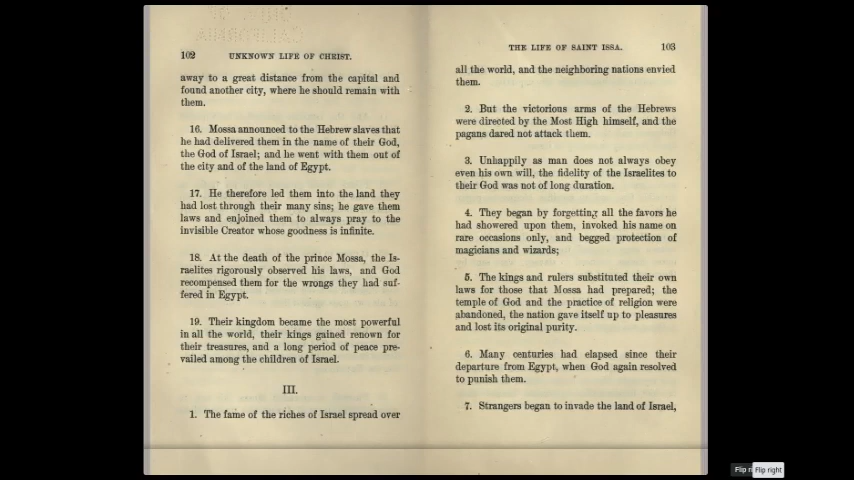 102 UNKNOWN LIFE OF CHRIST.
away to a great distance from the capital and
found another city, where he should remain with
them.
16. Mossa announced to the Hebrew slaves that
he had delivered them in the name of their God,
the God of Israel; and he went with them out of
the city and of the land of Egypt.
17. He therefore led them into the land they
had lost through their many sins; he gave them
laws and enjoined them to always pray to the
invisible Creator whose goodness is infinite.
18. At the death of the prince Mossa, the Is-
raelites rigorously observed his laws, and God
recompensed them for the wrongs they had suf-
fered in Egypt.
19. Their kingdom became the most powerful
in all the world, their kings gained renown for
their treasures, and a long period of peace pre-
vailed among the children of Israel.
III.
1. The fame of the riches of Israel spread over
THE LIFE OF SAINT ISSA. 103
all the world, and the neighboring nations envied
them.
2. But the victorious arms of the Hebrews
were directed by the Most High himself, and the
pagans dared not attack them.
3. Unhappily as man does not always obey
even his own will, the fidelity of the Israelites to
their God was not of long duration.
4. They began by forgetting all the favors he
had showered upon them, invoked his name on
rare occasions only, and begged protection of
magicians and wizards;
5. The kings and rulers substituted their own
laws for those that Mossa had prepared; the
temple of God and the practice of religion were
abandoned, the nation gave itself up to pleasures
and lost its original purity.
6. Many centuries had elapsed since their
departure from Egypt, when God again resolved
to punish them.
7. Strangers began to invade the land of Israel,
Flip Flip right